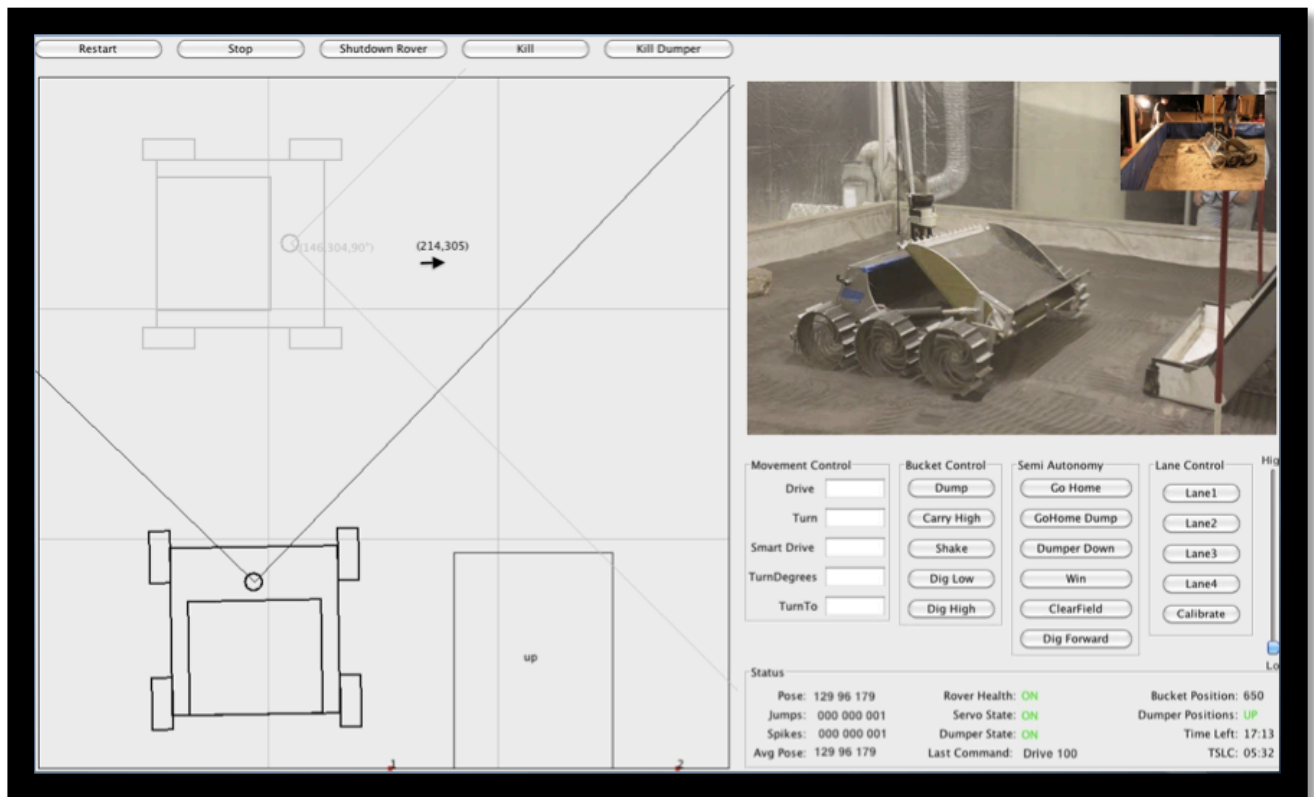 Restart Stop Shutdown Rover Kill Kill Dumper
(146,304,90°)
(214,305)
up
1
2
Movement Control
Drive
Turn
Smart Drive
TurnDegrees
TurnTo
Bucket Control
Dump
Carry High
Shake
Dig Low
Dig High
Semi Autonomy
Go Home
GoHome Dump
Dumper Down
Win
ClearField
Dig Forward
Lane Control
Lane1
Lane2
Lane3
Lane4
Calibrate
Hig
Lo
Status
Pose: 129 96 179
Jumps: 000 000 001
Spikes: 000 000 001
Avg Pose: 129 96 179
Rover Health: ON
Servo State: ON
Dumper State: ON
Last Command: Drive 100
Bucket Position: 650
Dumper Positions: UP
Time Left: 17:13
TSLC: 05:32